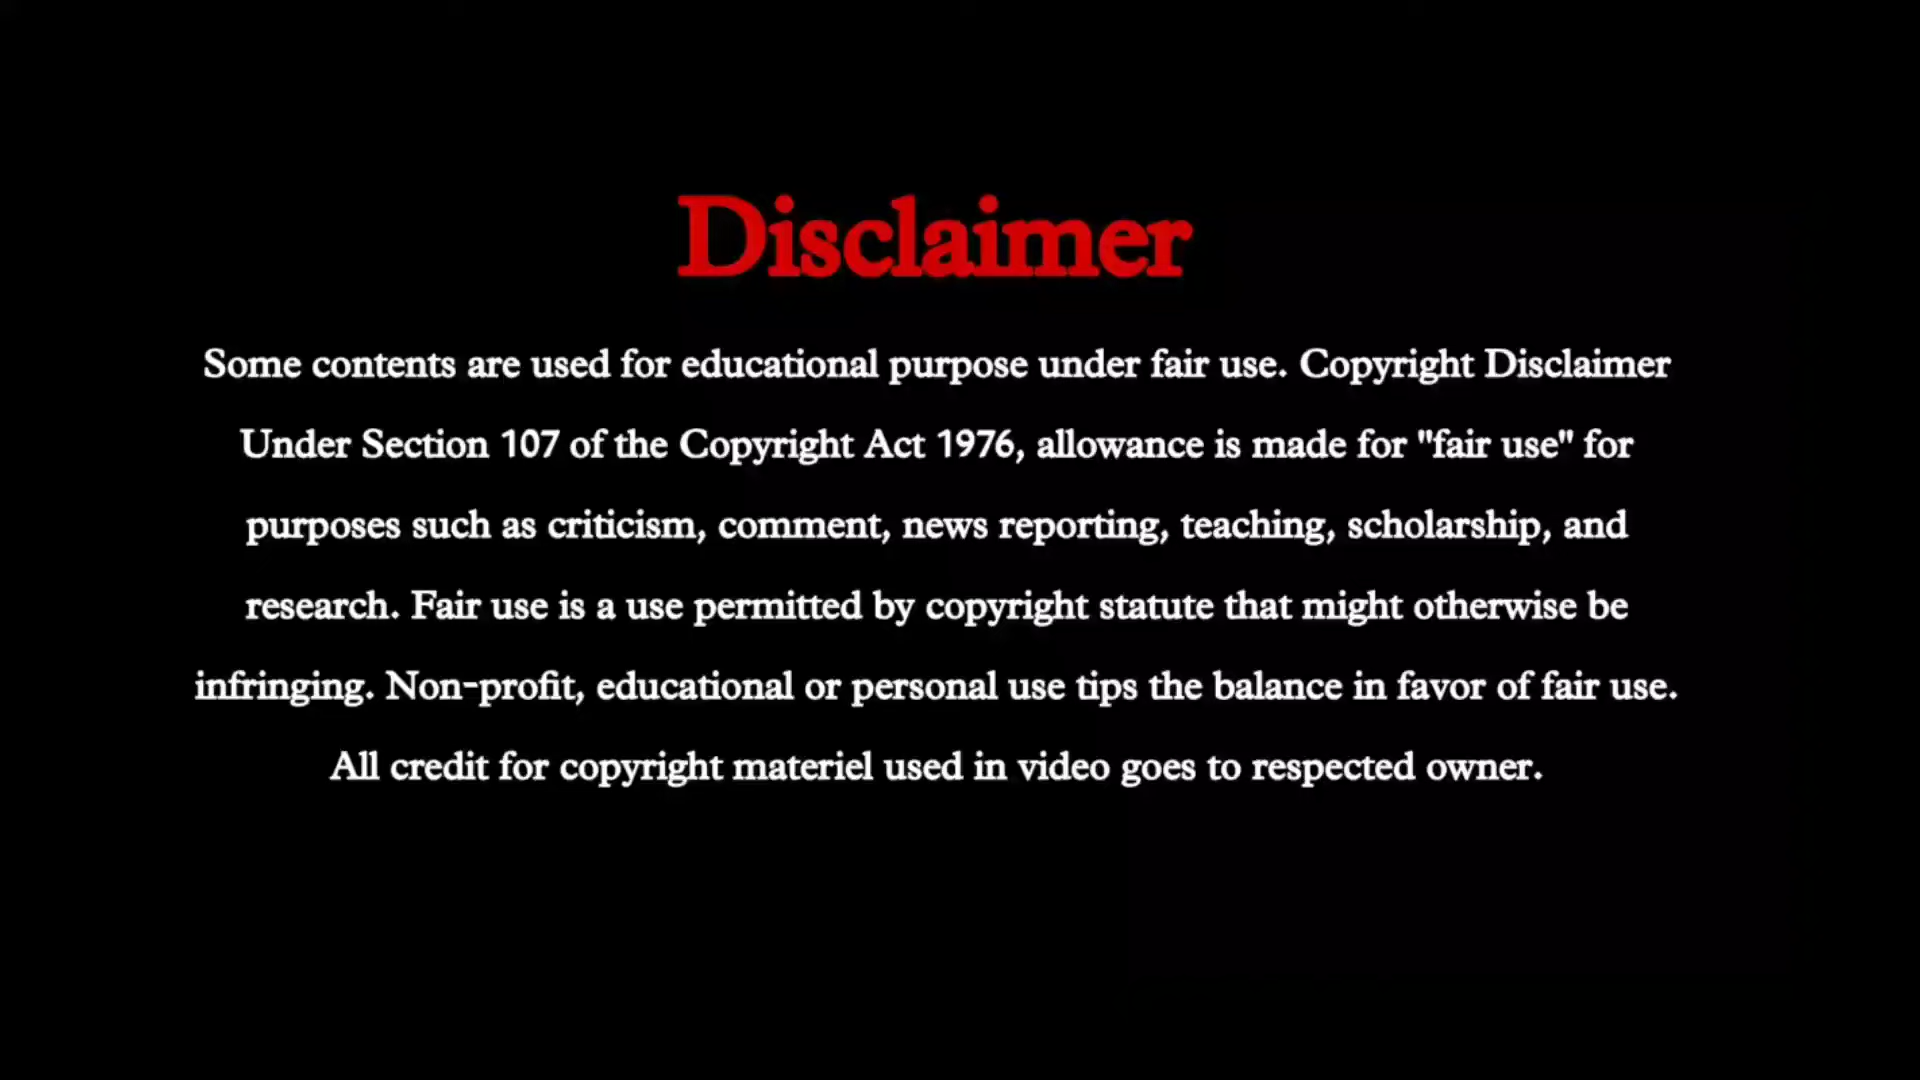 Disclaimer
Some contents are used for educational purpose under fair use. Copyright Disclaimer
Under Section 107 of the Copyright Act 1976, allowance is made for "fair use" for
purposes such as criticism, comment, news reporting, teaching, scholarship, and
research. Fair use is a use permitted by copyright statute that might otherwise be
infringing. Non-profit, educational or personal use tips the balance in favor of fair use.
All credit for copyright materiel used in video goes to respected owner.